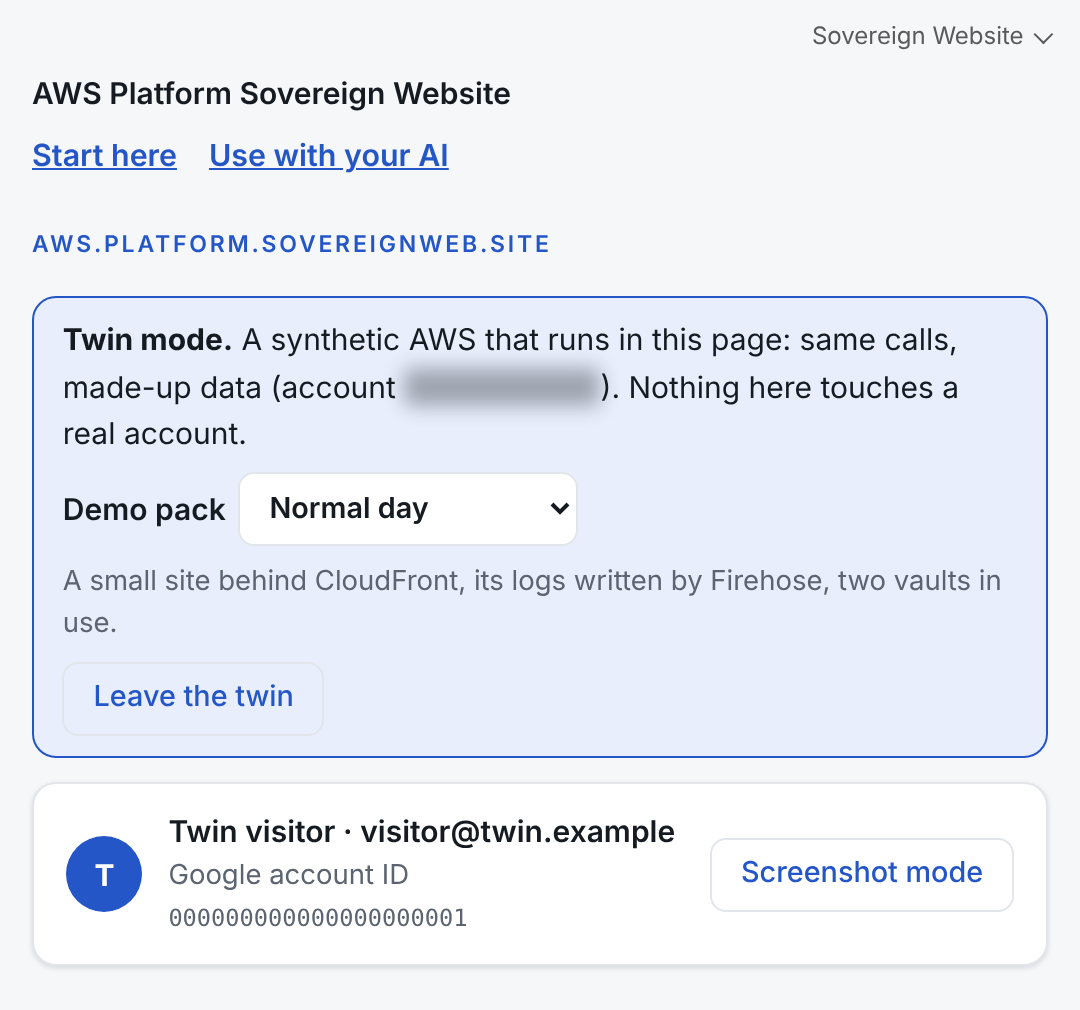 Sovereign Website
AWS Platform Sovereign Website
Start here Use with your AI
AWS.PLATFORM.SOVEREIGNWEB.SITE
Twin mode. A synthetic AWS that runs in this page: same calls,
made-up data (account ). Nothing here touches a
real account.
Demo pack Normal day
A small site behind CloudFront, its logs written by Firehose, two vaults in
use.
Leave the twin
T
Twin visitor · visitor@twin.example
Google account ID
000000000000000000001
Screenshot mode